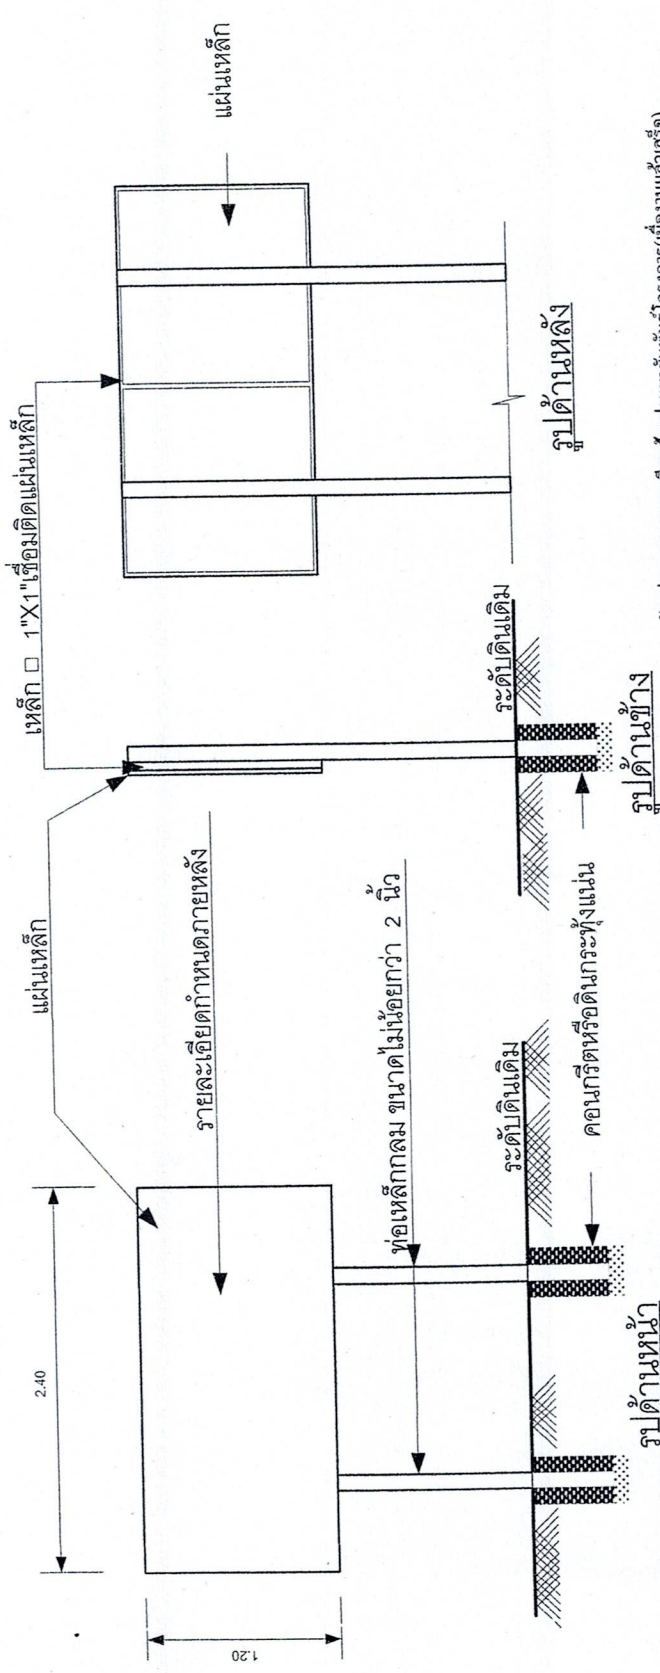 แผ่นเหล็ก
เหล็ก □ 1"X1"เชื่อมติดแผ่นเหล็ก
แผ่นเหล็ก
2.40
1.20
รายละเอียดกำหนดภายหลัง
ท่อเหล็กกลม ขนาดไม่น้อยกว่า 2 นิ้ว
ระดับดินเดิม
ระดับดินเดิม
คอนกรีตหรือดินกระทุ้งแน่น
รูปด้านหน้า
รูปด้านข้าง
รูปด้านหลัง